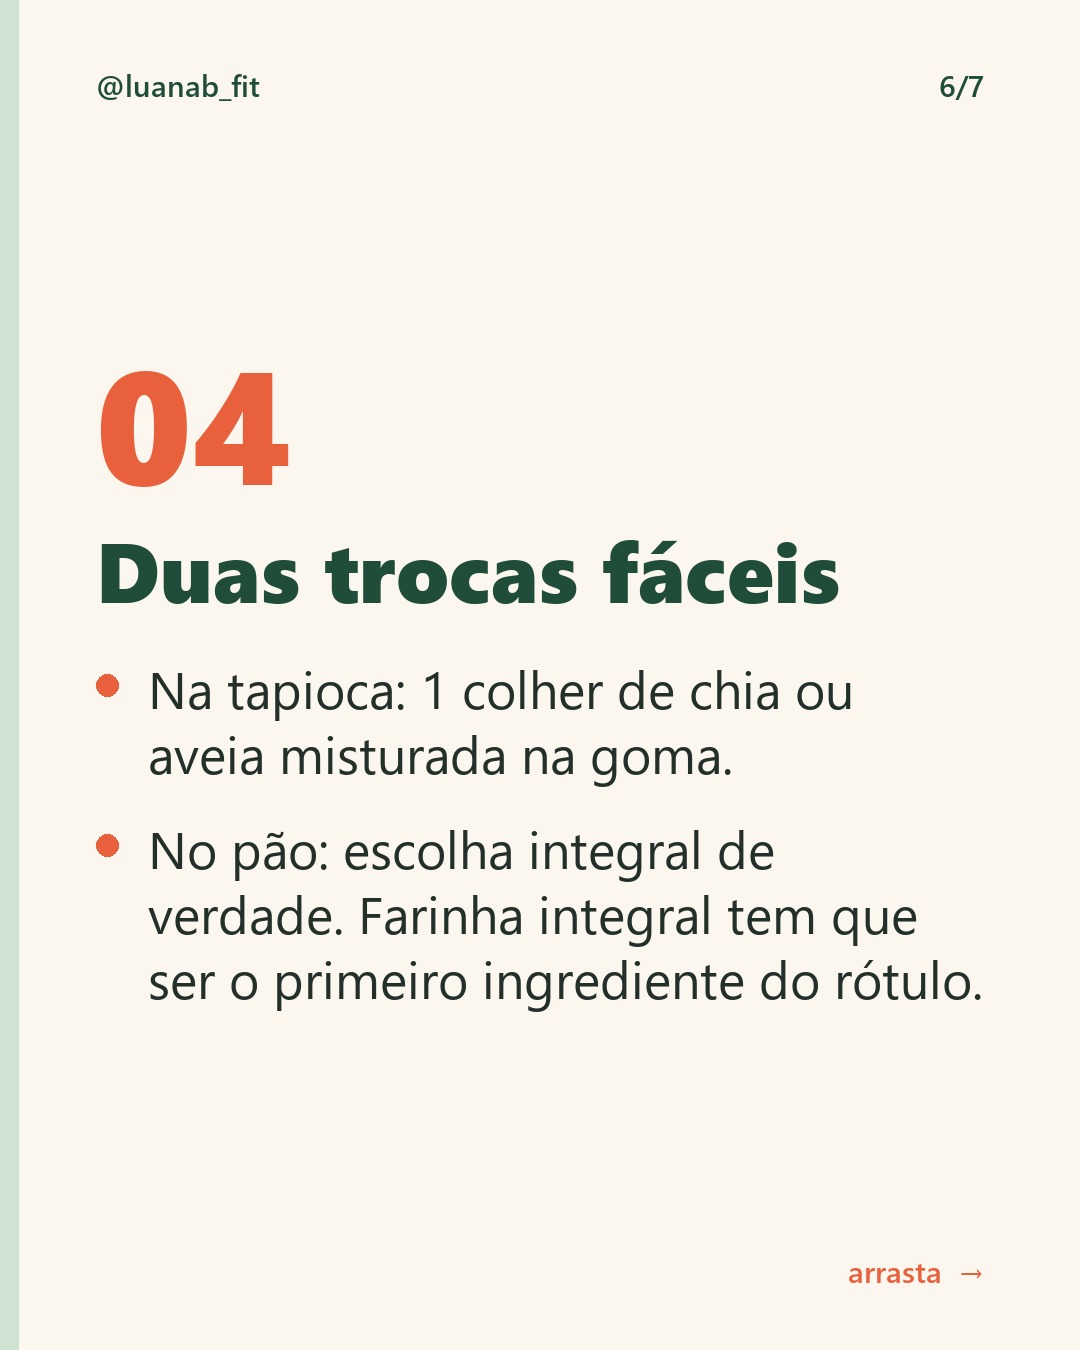 @luanab_fit
6/7
04
Duas trocas fáceis
Na tapioca: 1 colher de chia ou
aveia misturada na goma.
No pão: escolha integral de
verdade. Farinha integral tem que
ser o primeiro ingrediente do rótulo.
arrasta →